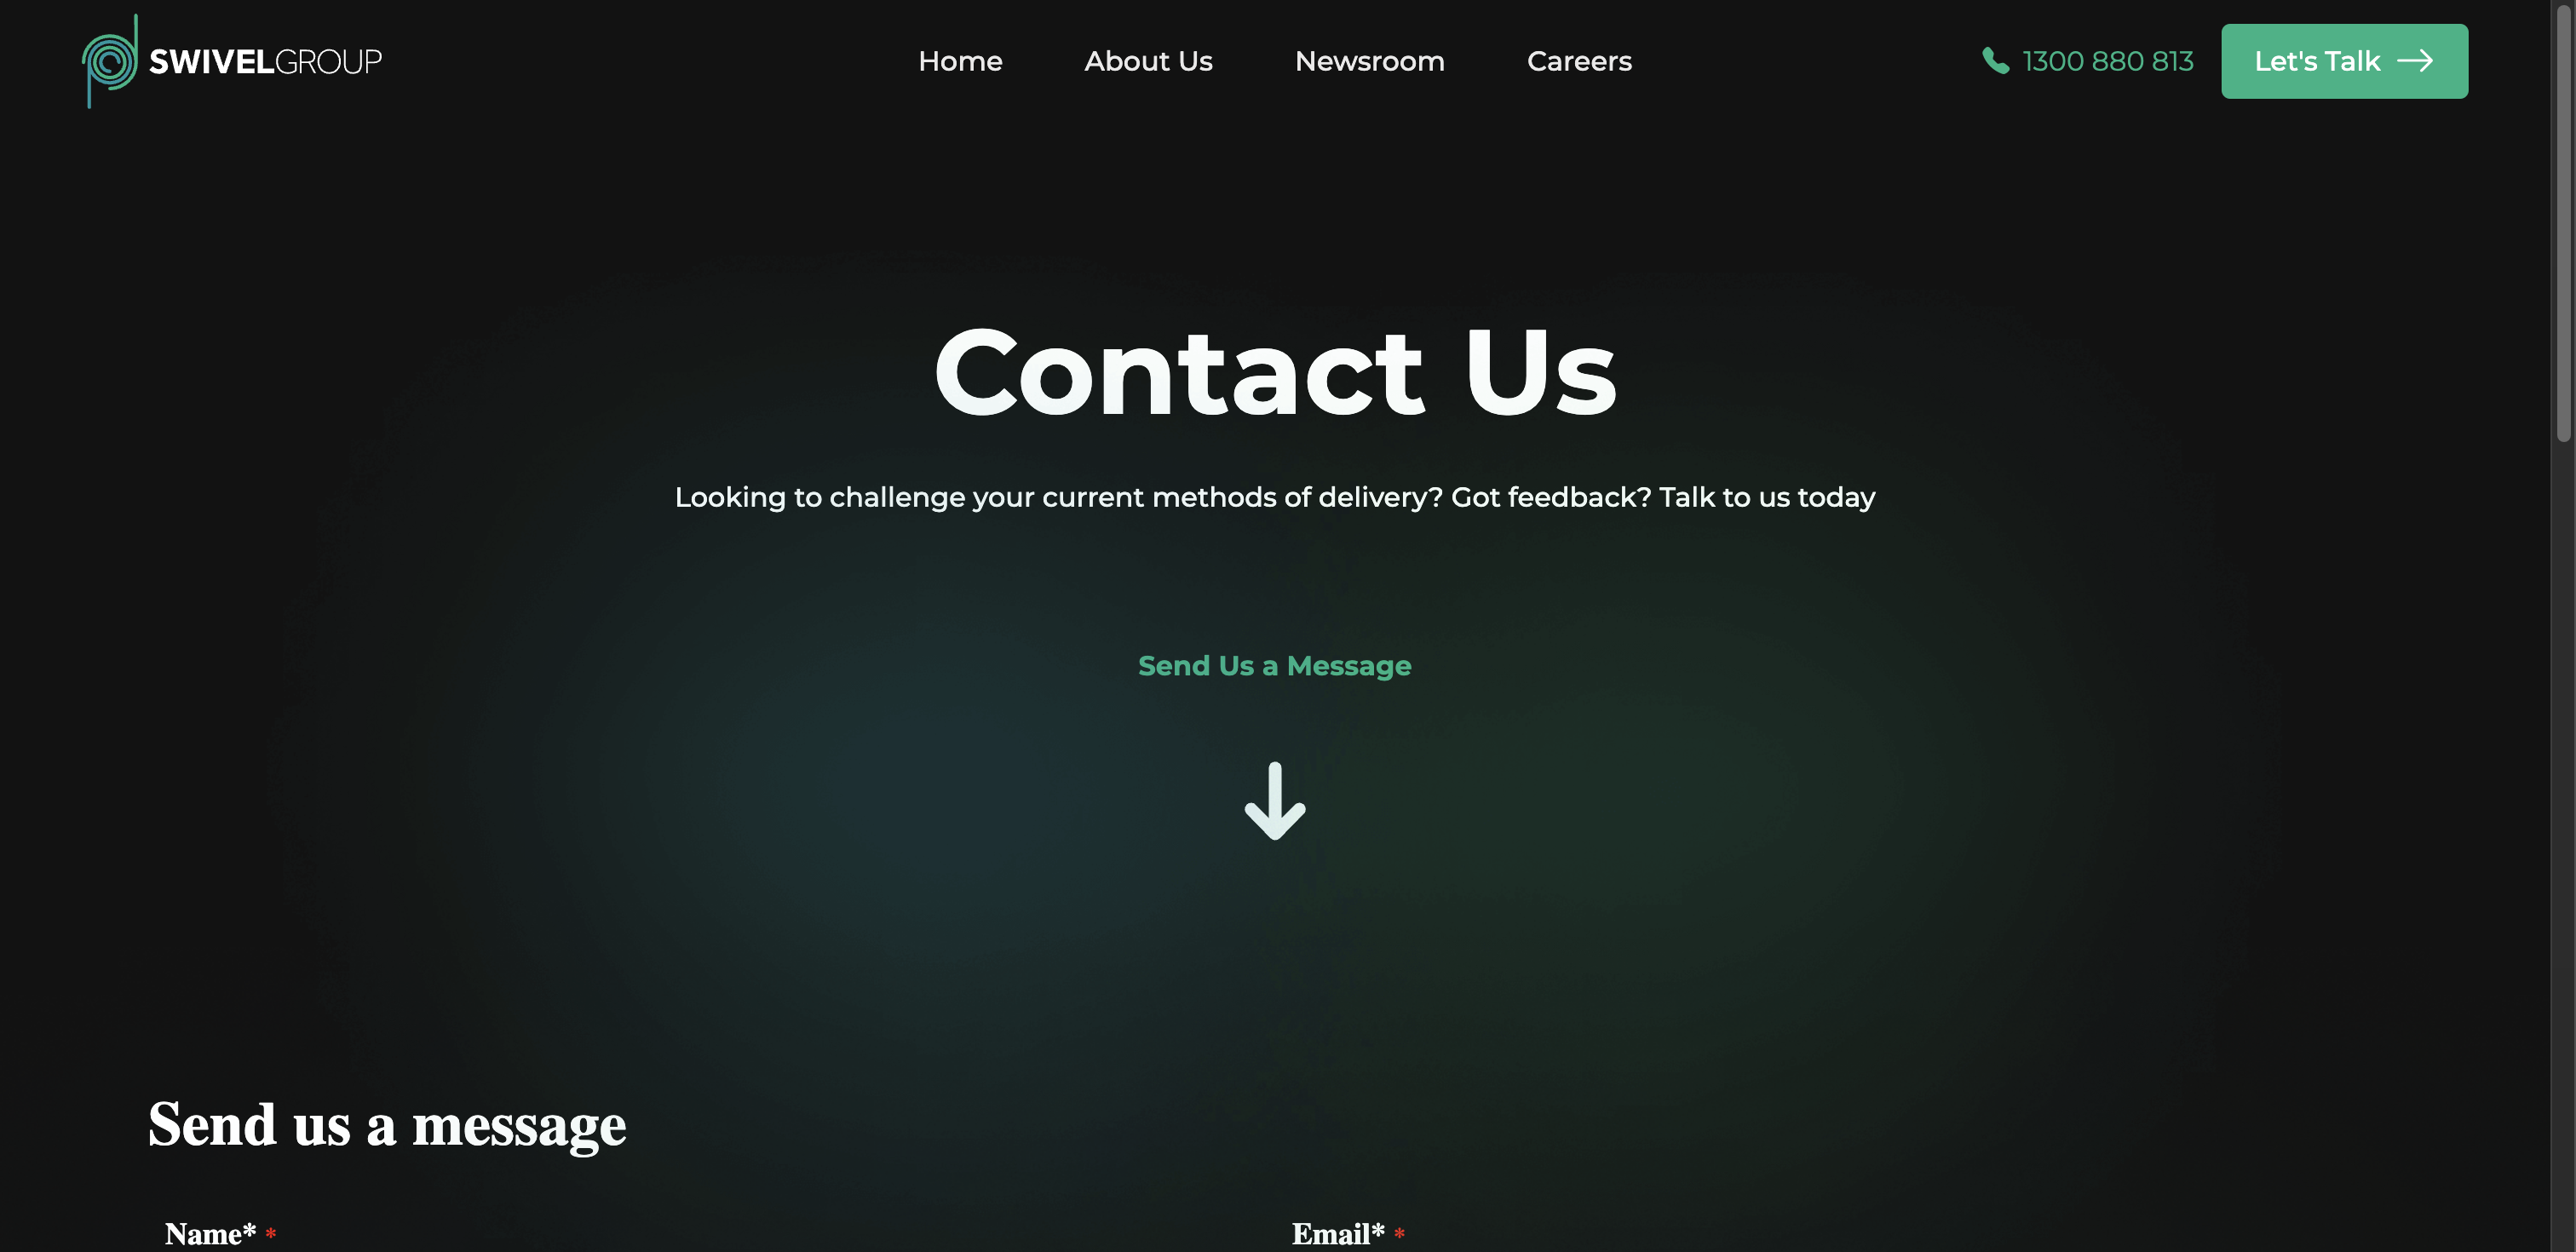 SWIVELGROUP
Home
About Us
Newsroom
Careers
1300 880 813
Let's Talk
Contact Us
Looking to challenge your current methods of delivery? Got feedback? Talk to us today
Send Us a Message
Send us a message
Name* *
Email* *